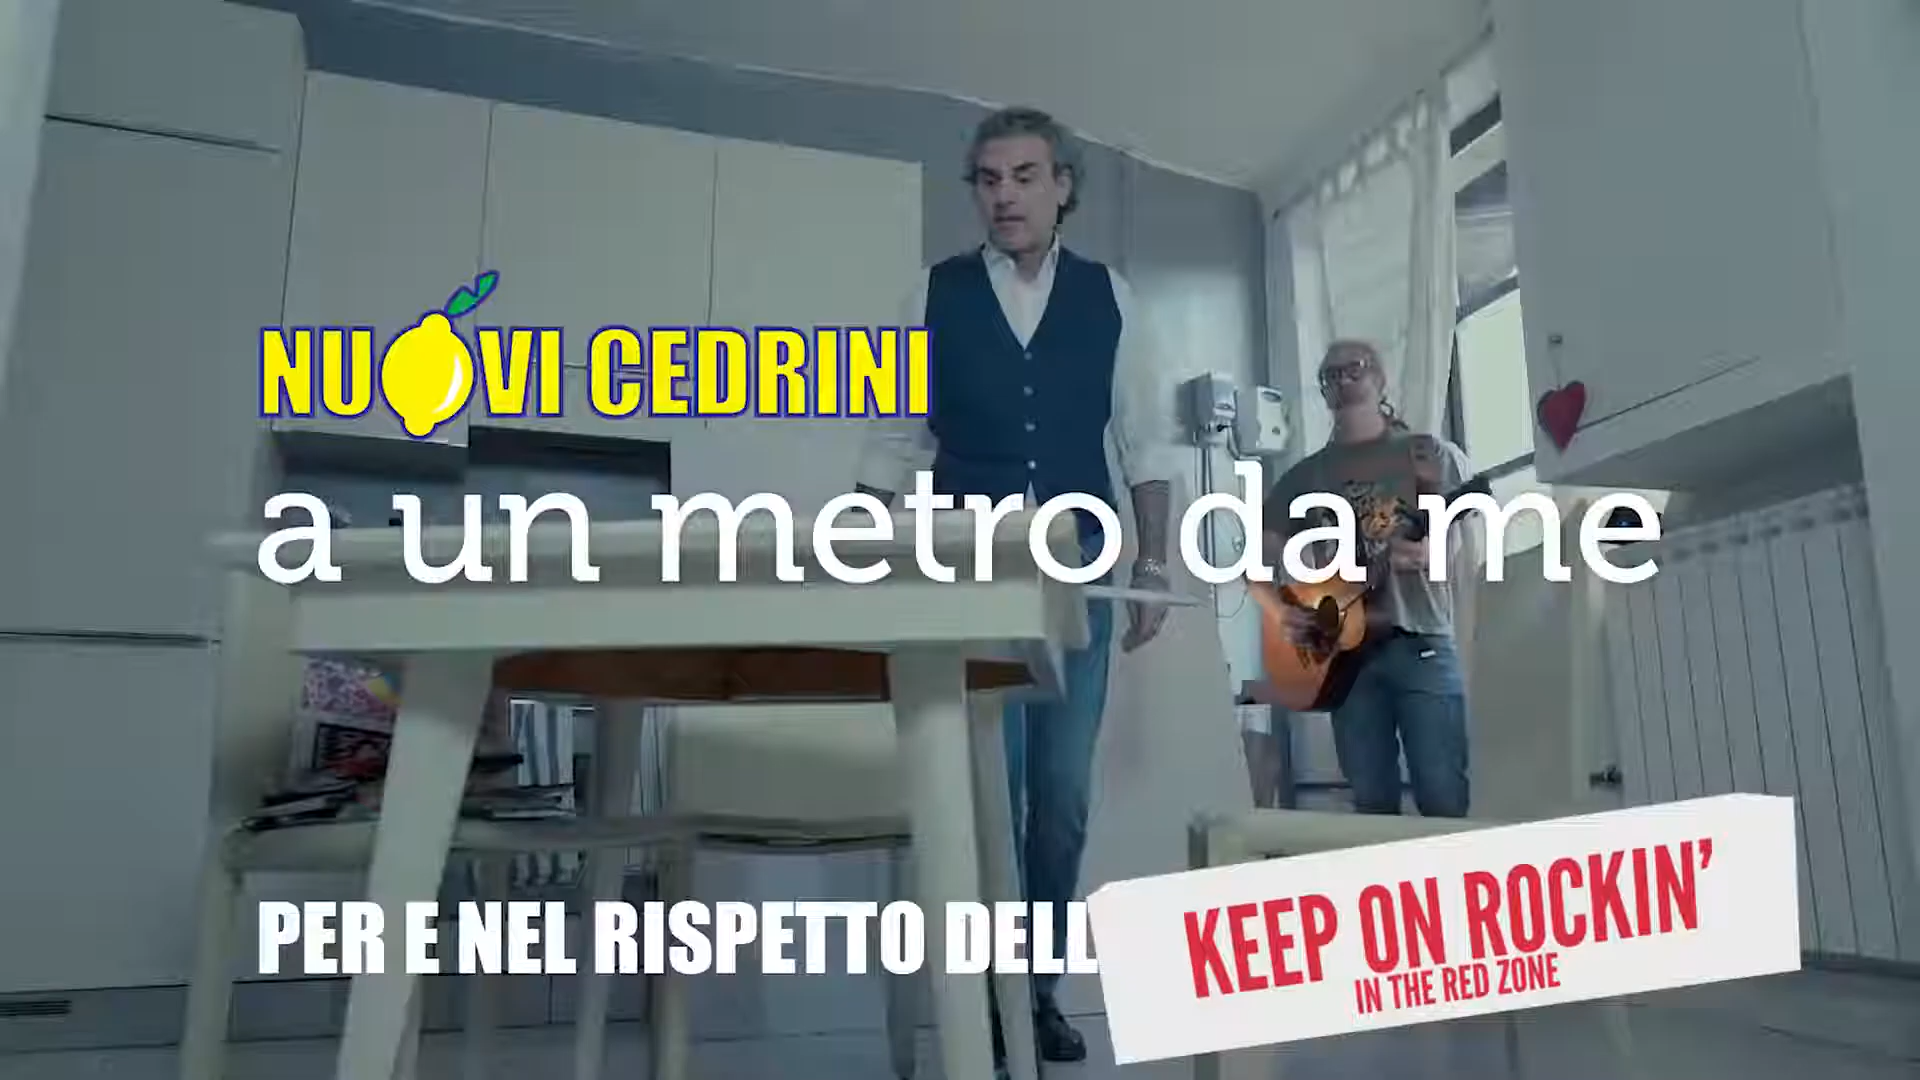 NUOVI CEDRINI
a un metro da me
PER E NEL RISPETTO DELL
KEEP ON ROCKIN'
IN THE RED ZONE